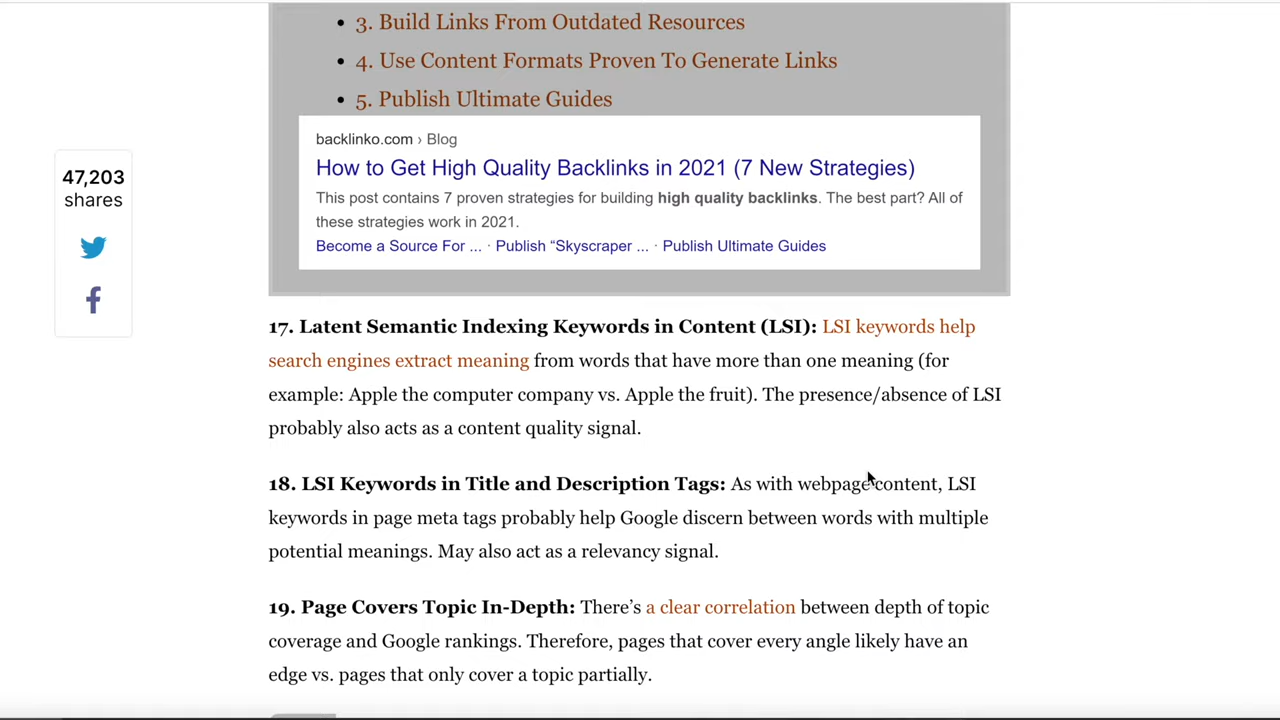 • 3. Build Links From Outdated Resources
• 4. Use Content Formats Proven To Generate Links
• 5. Publish Ultimate Guides
backlinko.com › Blog
How to Get High Quality Backlinks in 2021 (7 New Strategies)
This post contains 7 proven strategies for building high quality backlinks. The best part? All of
these strategies work in 2021.
Become a Source For ... · Publish “Skyscraper ... · Publish Ultimate Guides
47,203
shares
17. Latent Semantic Indexing Keywords in Content (LSI): LSI keywords help
search engines extract meaning from words that have more than one meaning (for
example: Apple the computer company vs. Apple the fruit). The presence/absence of LSI
probably also acts as a content quality signal.
18. LSI Keywords in Title and Description Tags: As with webpage content, LSI
keywords in page meta tags probably help Google discern between words with multiple
potential meanings. May also act as a relevancy signal.
19. Page Covers Topic In-Depth: There’s a clear correlation between depth of topic
coverage and Google rankings. Therefore, pages that cover every angle likely have an
edge vs. pages that only cover a topic partially.